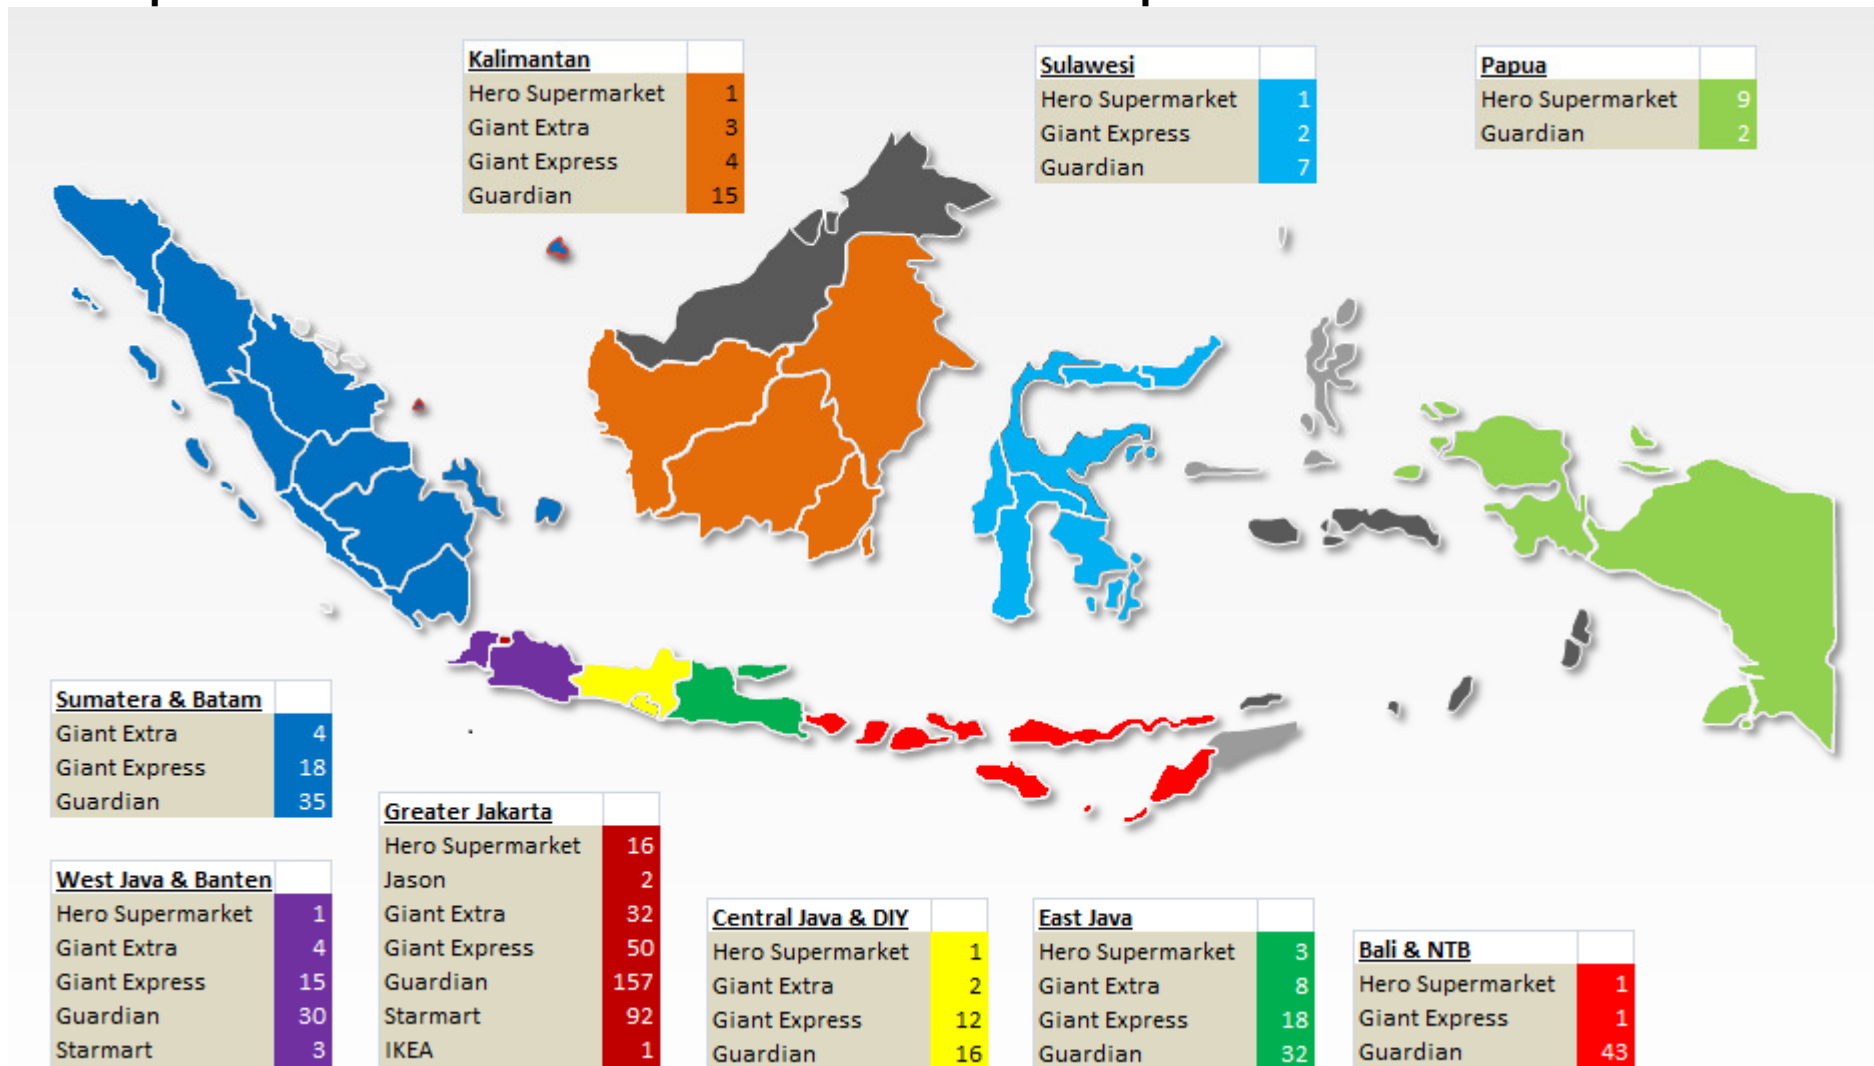 Kalimantan
Hero Supermarket 1
Giant Extra 3
Giant Express 4
Guardian 15
Sulawesi
Hero Supermarket 1
Giant Express 2
Guardian 7
Papua
Hero Supermarket 9
Guardian 2
Sumatera & Batam
Giant Extra 4
Giant Express 18
Guardian 35
West Java & Banten
Hero Supermarket 1
Giant Extra 4
Giant Express 15
Guardian 30
Starmart 3
Greater Jakarta
Hero Supermarket 16
Jason 2
Giant Extra 32
Giant Express 50
Guardian 157
Starmart 92
IKEA 1
Central Java & DIY
Hero Supermarket 1
Giant Extra 2
Giant Express 12
Guardian 16
East Java
Hero Supermarket 3
Giant Extra 8
Giant Express 18
Guardian 32
Bali & NTB
Hero Supermarket 1
Giant Express 1
Guardian 43